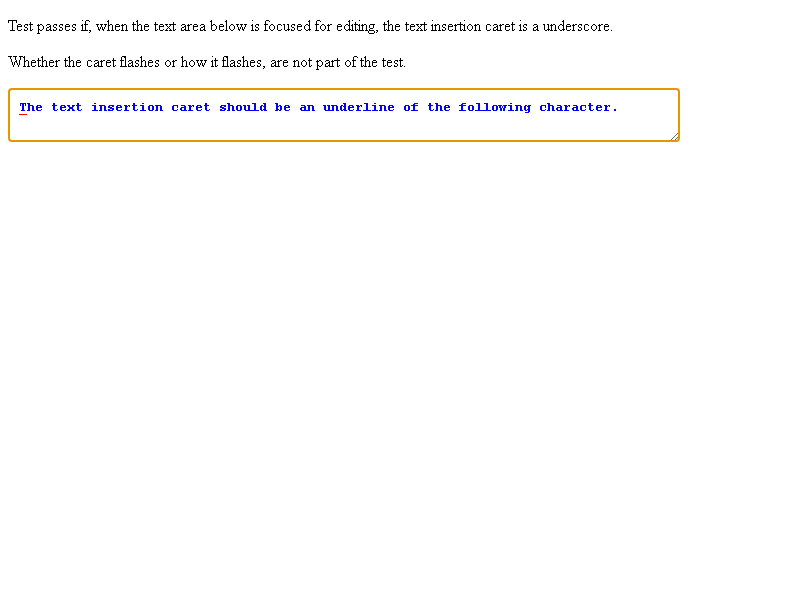 Test passes if, when the text area below is focused for editing, the text insertion caret is a underscore.
Whether the caret flashes or how it flashes, are not part of the test.
The text insertion caret should be an underline of the following character.